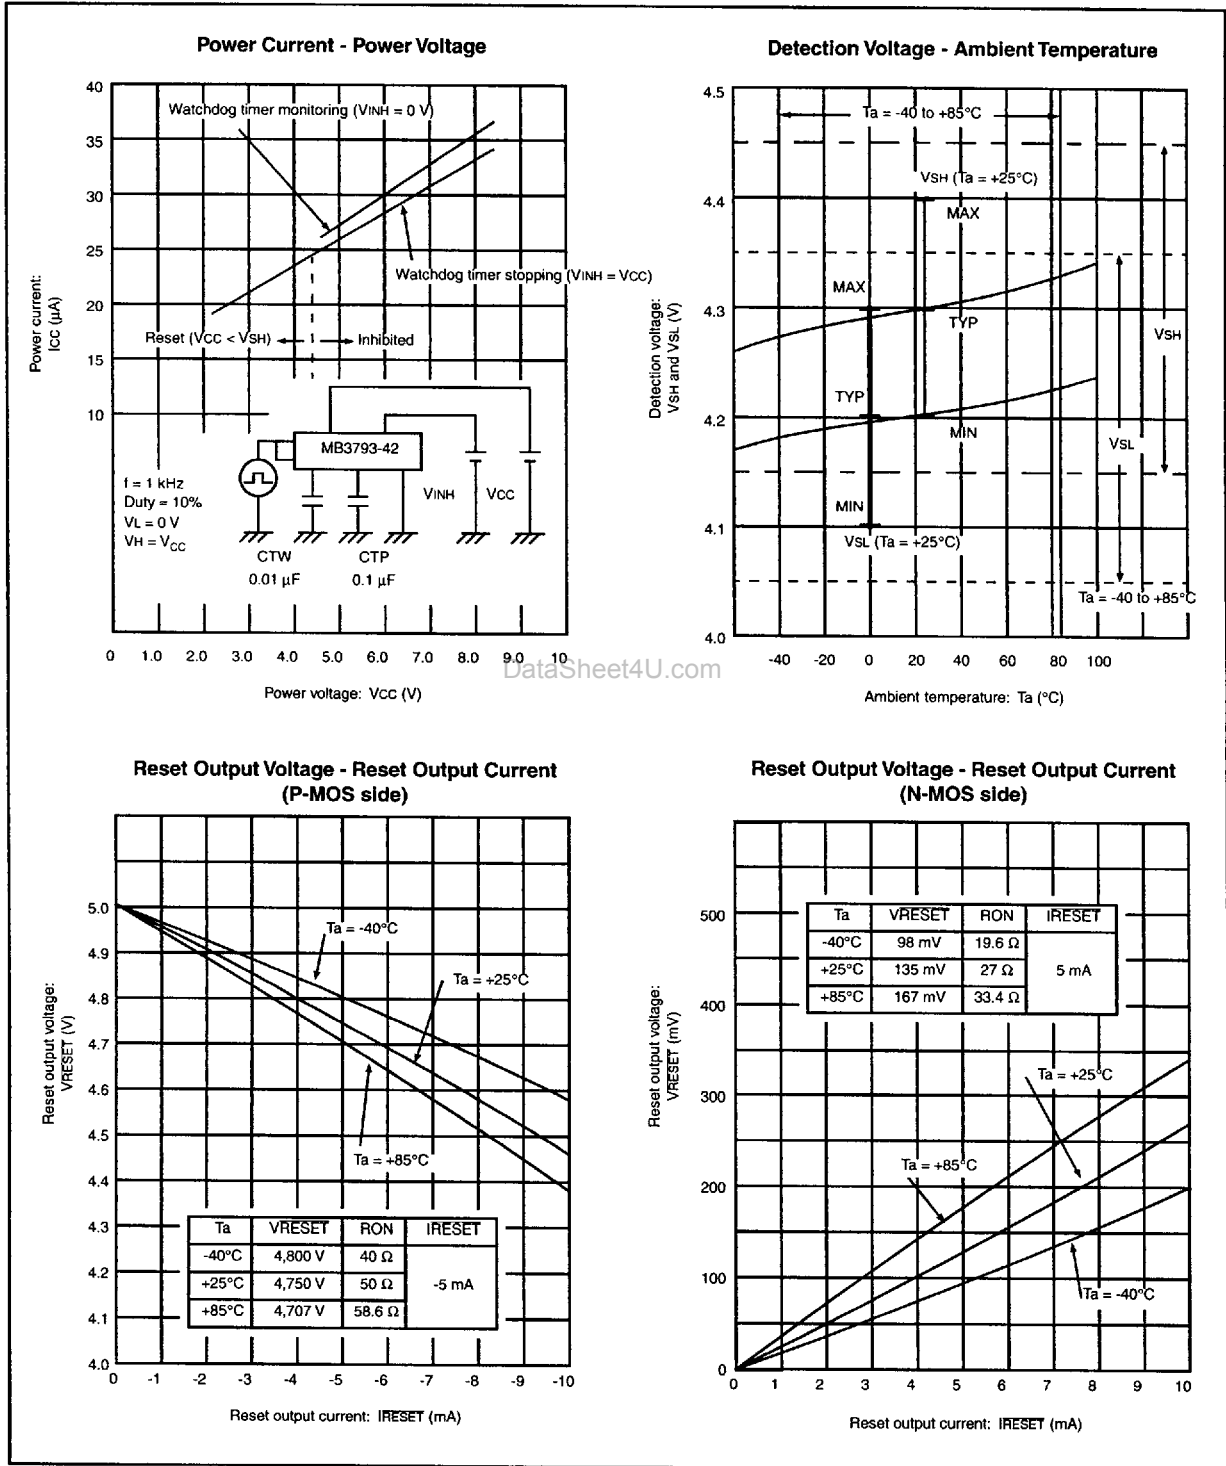 Power Current - Power Voltage
40
35
30
25
20
15
10
Power current:
ICC (µA)
Watchdog timer monitoring (VINH = 0 V)
Watchdog timer stopping (VINH = VCC)
Reset (VCC < VSH)
Inhibited
MB3793-42
f = 1 kHz
Duty = 10%
VL = 0 V
VH = VCC
VINH
VCC
CTW
0.01 µF
CTP
0.1 µF
0 1.0 2.0 3.0 4.0 5.0 6.0 7.0 8.0 9.0 10
Power voltage: VCC (V)
Detection Voltage - Ambient Temperature
4.5
4.4
4.3
4.2
4.1
4.0
Detection voltage:
VSH and VSL (V)
Ta = -40 to +85°C
VSH (Ta = +25°C)
MAX
MAX
TYP
VSH
TYP
MIN
VSL
MIN
VSL (Ta = +25°C)
Ta = -40 to +85°C
-40 -20 0 20 40 60 80 100
Ambient temperature: Ta (°C)
DataSheet4U.com
Reset Output Voltage - Reset Output Current
(P-MOS side)
5.0
4.9
4.8
4.7
4.6
4.5
4.4
4.3
4.2
4.1
4.0
Reset output voltage:
VRESET (V)
Ta = -40°C
Ta = +25°C
Ta = +85°C
Ta VRESET RON IRESET
-40°C 4,800 V 40 Ω
+25°C 4,750 V 50 Ω -5 mA
+85°C 4,707 V 58.6 Ω
0 -1 -2 -3 -4 -5 -6 -7 -8 -9 -10
Reset output current: IRESET (mA)
Reset Output Voltage - Reset Output Current
(N-MOS side)
500
400
300
200
100
0
Reset output voltage:
VRESET (mV)
Ta VRESET RON IRESET
-40°C 98 mV 19.6 Ω
+25°C 135 mV 27 Ω 5 mA
+85°C 167 mV 33.4 Ω
Ta = +25°C
Ta = +85°C
Ta = -40°C
0 1 2 3 4 5 6 7 8 9 10
Reset output current: IRESET (mA)